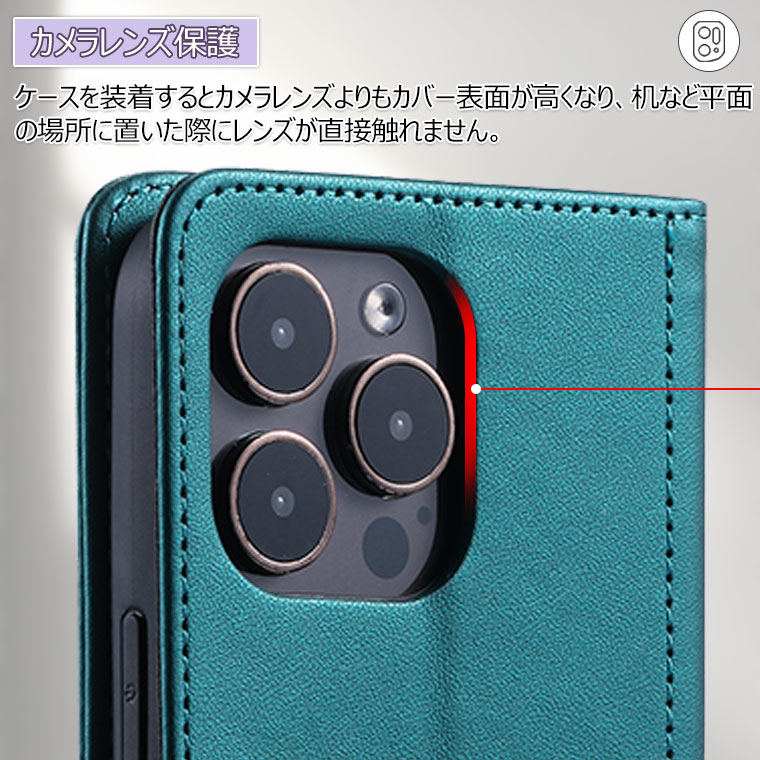 カメラレンズ保護
ケースを装着するとカメラレンズよりもカバー表面が高くなり、机など平面
の場所に置いた際にレンズが直接触れません。